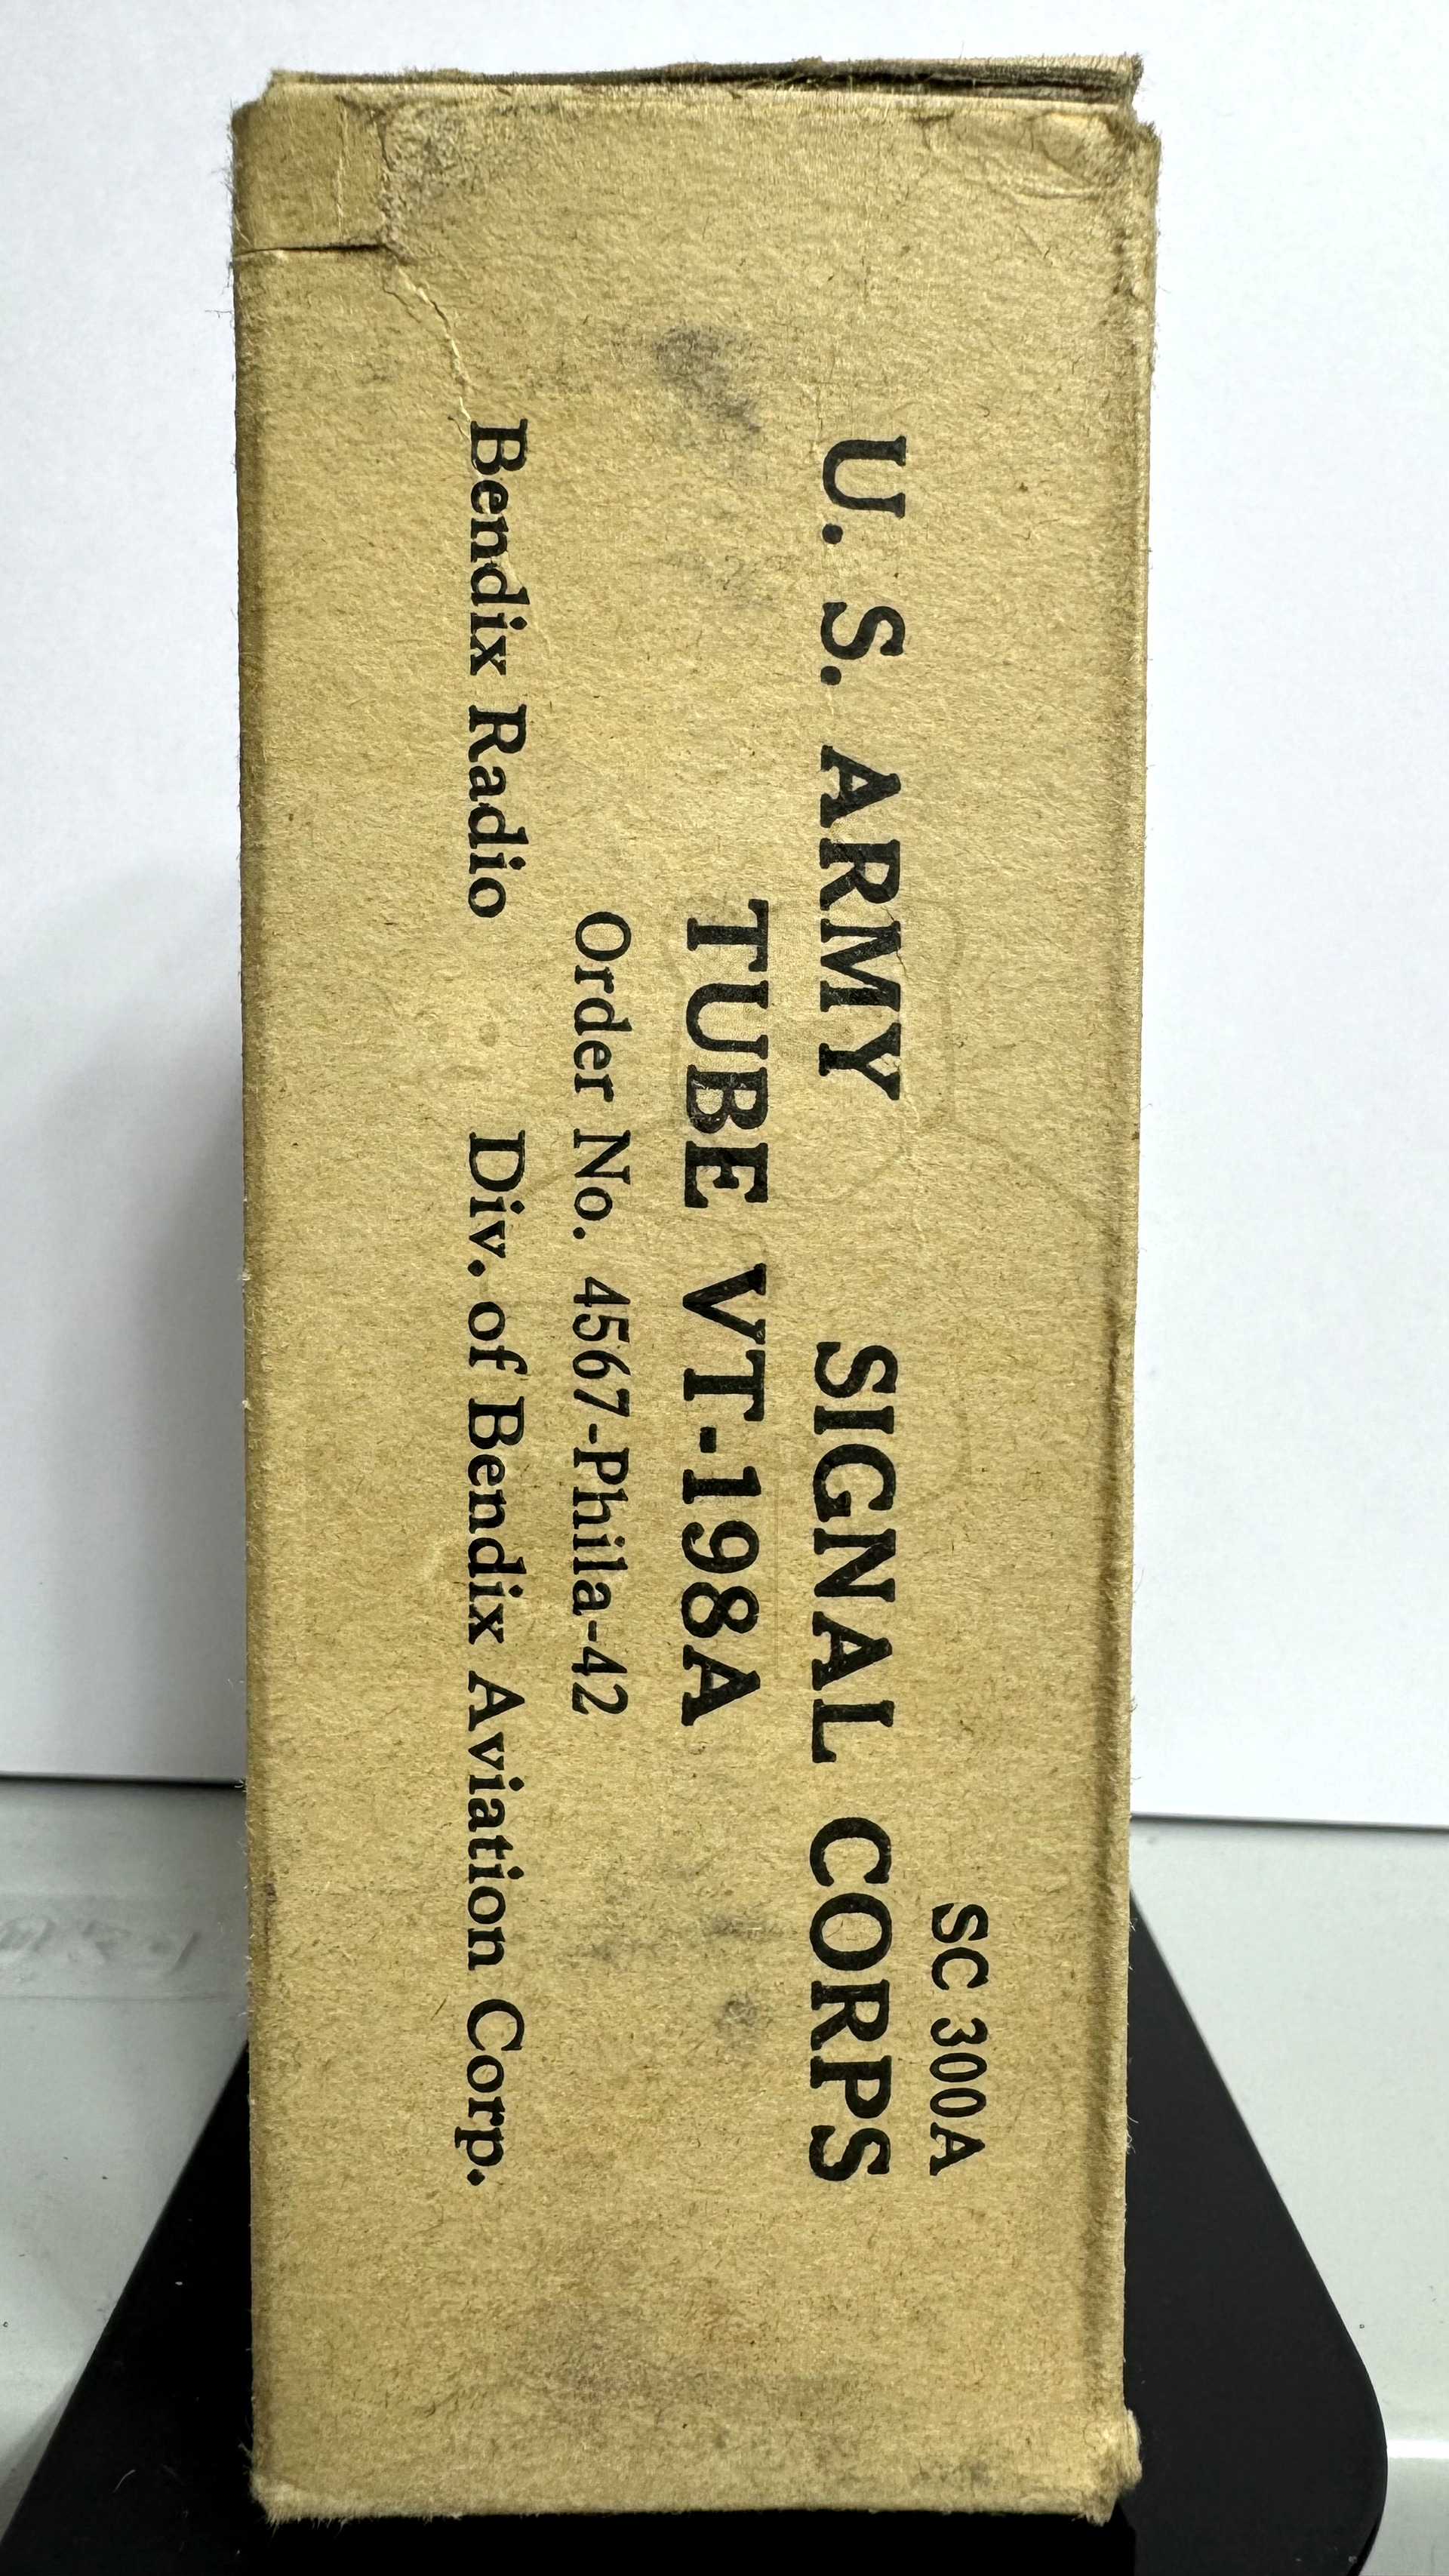 SC 300A
U. S. ARMY SIGNAL CORPS
TUBE VT-198A
Order No. 4567-Phila-42
Bendix Radio Div. of Bendix Aviation Corp.